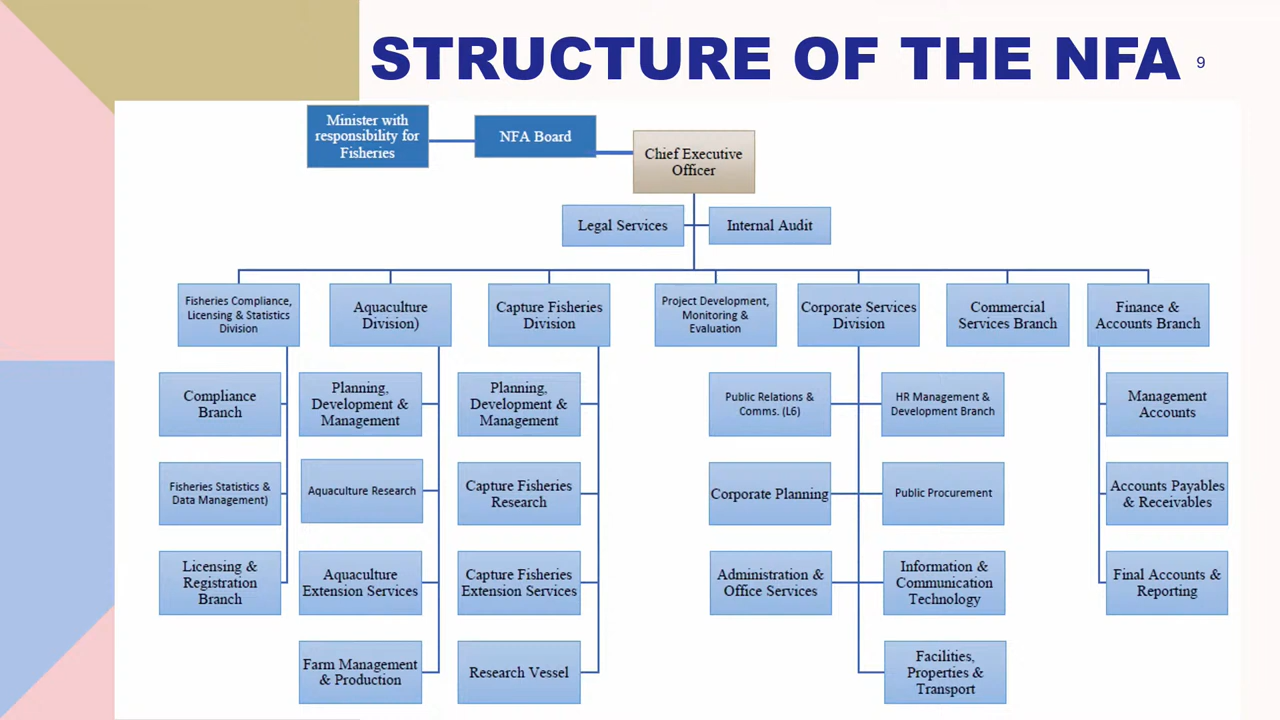 STRUCTURE OF THE NFA
9
Minister with
responsibility for
Fisheries
NFA Board
Chief Executive
Officer
Legal Services
Internal Audit
Fisheries Compliance,
Licensing & Statistics
Division
Aquaculture
Division)
Capture Fisheries
Division
Project Development,
Monitoring &
Evaluation
Corporate Services
Division
Commercial
Services Branch
Finance &
Accounts Branch
Compliance
Branch
Planning,
Development &
Management
Planning,
Development &
Management
Public Relations &
Comms. (L6)
HR Management &
Development Branch
Management
Accounts
Fisheries Statistics &
Data Management)
Aquaculture Research
Capture Fisheries
Research
Corporate Planning
Public Procurement
Accounts Payables
& Receivables
Licensing &
Registration
Branch
Aquaculture
Extension Services
Capture Fisheries
Extension Services
Administration &
Office Services
Information &
Communication
Technology
Final Accounts &
Reporting
Farm Management
& Production
Research Vessel
Facilities,
Properties &
Transport